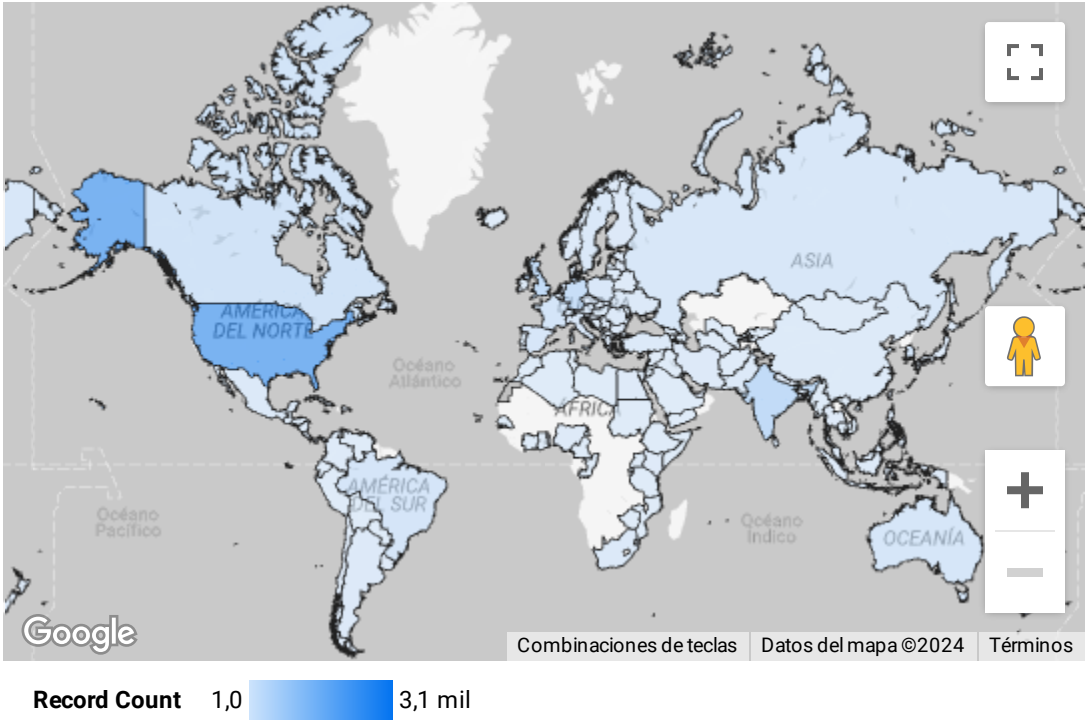 ASIA
AMÉRICA
DEL NORTE
Océano
Atlántico
ÁFRICA
AMÉRICA
DEL SUR
Océano
Pacífico
Océano
Índico
OCEANÍA
Google
Combinaciones de teclas
Datos del mapa ©2024
Términos
Record Count 1,0 3,1 mil